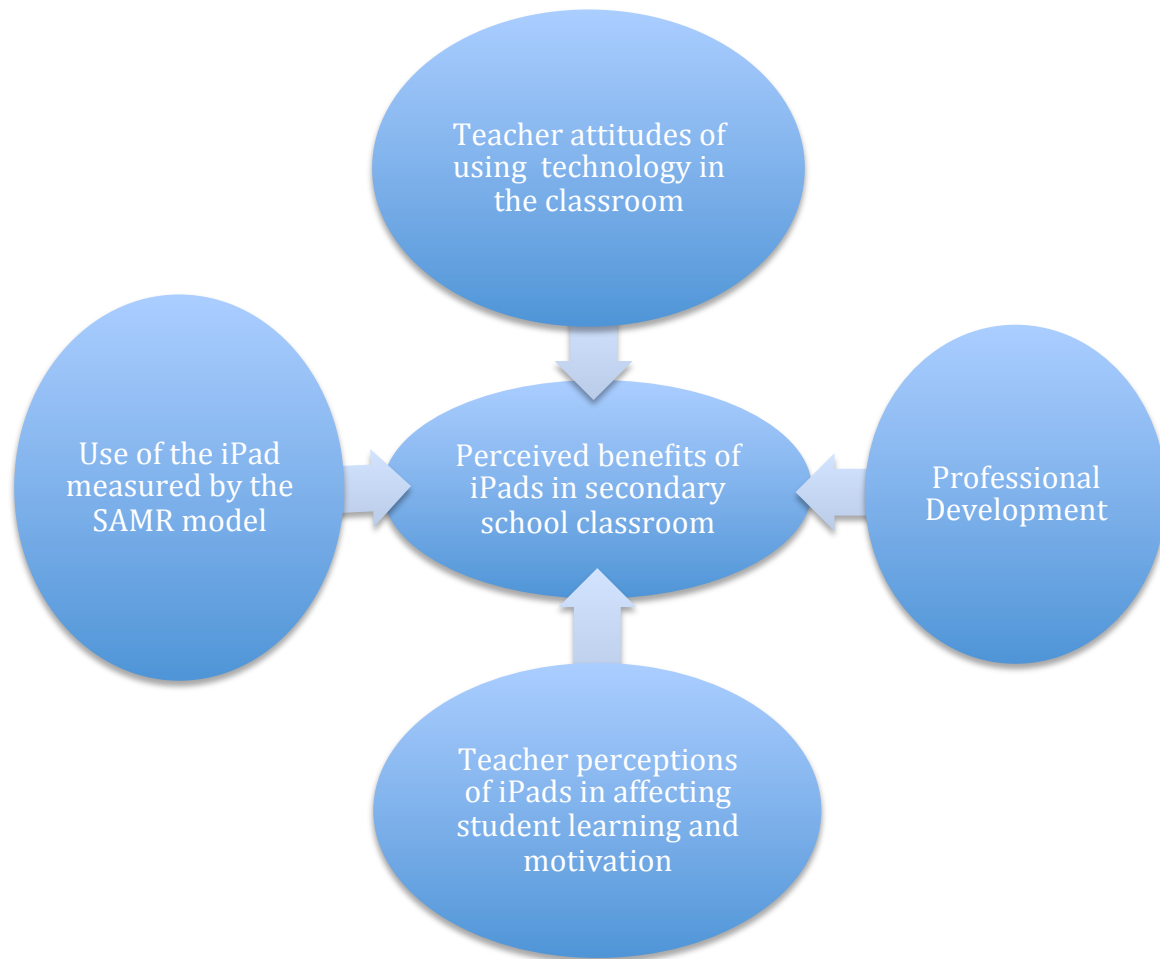 Teacher attitudes of
using  technology in
the classroom
Use of the iPad
measured by the
SAMR model
Perceived benefits of
iPads in secondary
school classroom
Professional
Development
Teacher perceptions
of iPads in affecting
student learning and
motivation